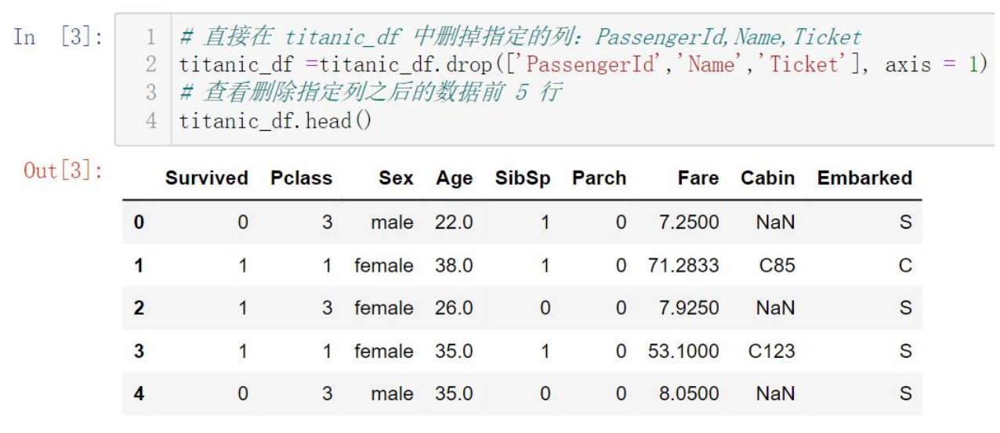 In [3]:
1 # 直接在 titanic_df 中删掉指定的列：PassengerId,Name,Ticket
2 titanic_df =titanic_df.drop(['PassengerId','Name','Ticket'], axis = 1)
3 # 查看删除指定列之后的数据前 5 行
4 titanic_df.head()
Out[3]:
Survived Pclass Sex Age SibSp Parch Fare Cabin Embarked
0 0 3 male 22.0 1 0 7.2500 NaN S
1 1 1 female 38.0 1 0 71.2833 C85 C
2 1 3 female 26.0 0 0 7.9250 NaN S
3 1 1 female 35.0 1 0 53.1000 C123 S
4 0 3 male 35.0 0 0 8.0500 NaN S